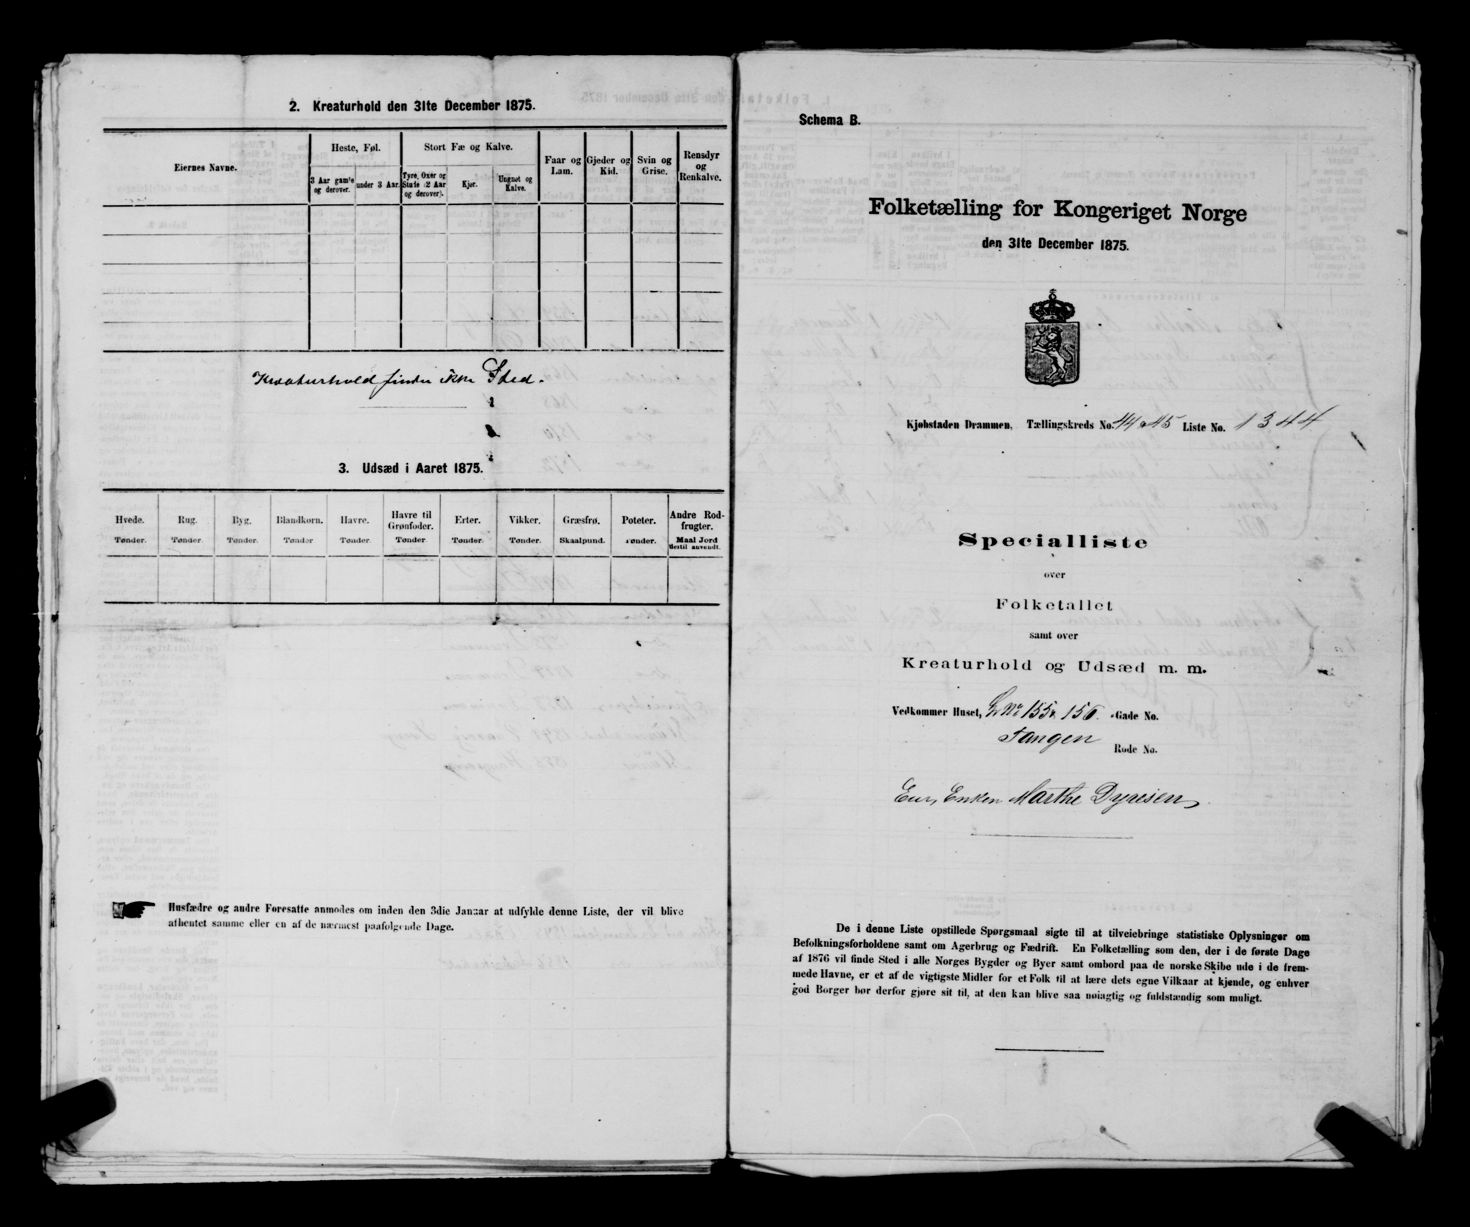 2. Kreaturhold den 31te December 1875.
Eiernes Navne.
Heste, Føl.
Stort Fæ og Kalve.
Faar og Lam.
Gjeder og Kid.
Svin og Grise.
Rensdyr og Renkalve.
3 Aar gamle og derover.
under 3 Aar.
Tyre, Oxer og Stude (2 Aar og derover).
Kjør.
Ungnøt og Kalve.
Kreaturhold finder ikke Sted.
3. Udsæd i Aaret 1875.
Hvede. Rug. Byg. Blandkorn. Havre. Havre til Grønfoder. Erter. Vikker. Græsfrø. Poteter. Andre Rodfrugter.
Tønder. Tønder. Tønder. Tønder Tønder. Tønder. Tønder. Tønder. Skaalpund. Tønder. Maal Jord dertil anvendt.
Husfædre og andre Foresatte anmodes om inden den 3die Januar at udfylde denne Liste, der vil blive
afhentet samme eller en af de nærmest paafølgende Dage.
Schema B.
Folketælling for Kongeriget Norge
den 31te December 1875.
Kjøbstaden Drammen, Tællingskreds No. Liste No. 1344
Specialliste
over
Folketallet
samt over
Kreaturhold og Udsæd m. m.
Vedkommer Huset, 155 156. Gade No.
Tangen
Rode No.
Enken Marthe Dyresen
De i denne Liste opstillede Spørgsmaal sigte til at tilveiebringe statistiske Oplysninger om
Befolkningsforholdene samt om Agerbrug og Fædrift. En Folketælling som den, der i de første Dage
af 1876 vil finde Sted i alle Norges Bygder og Byer samt ombord paa de norske Skibe ude i de frem-
mede Havne, er et af de vigtigste Midler for et Folk til at lære dets egne Vilkaar at kjende, og enhver
god Borger bør derfor gjøre sit til, at den kan blive saa nøiagtig og fuldstændig som muligt.